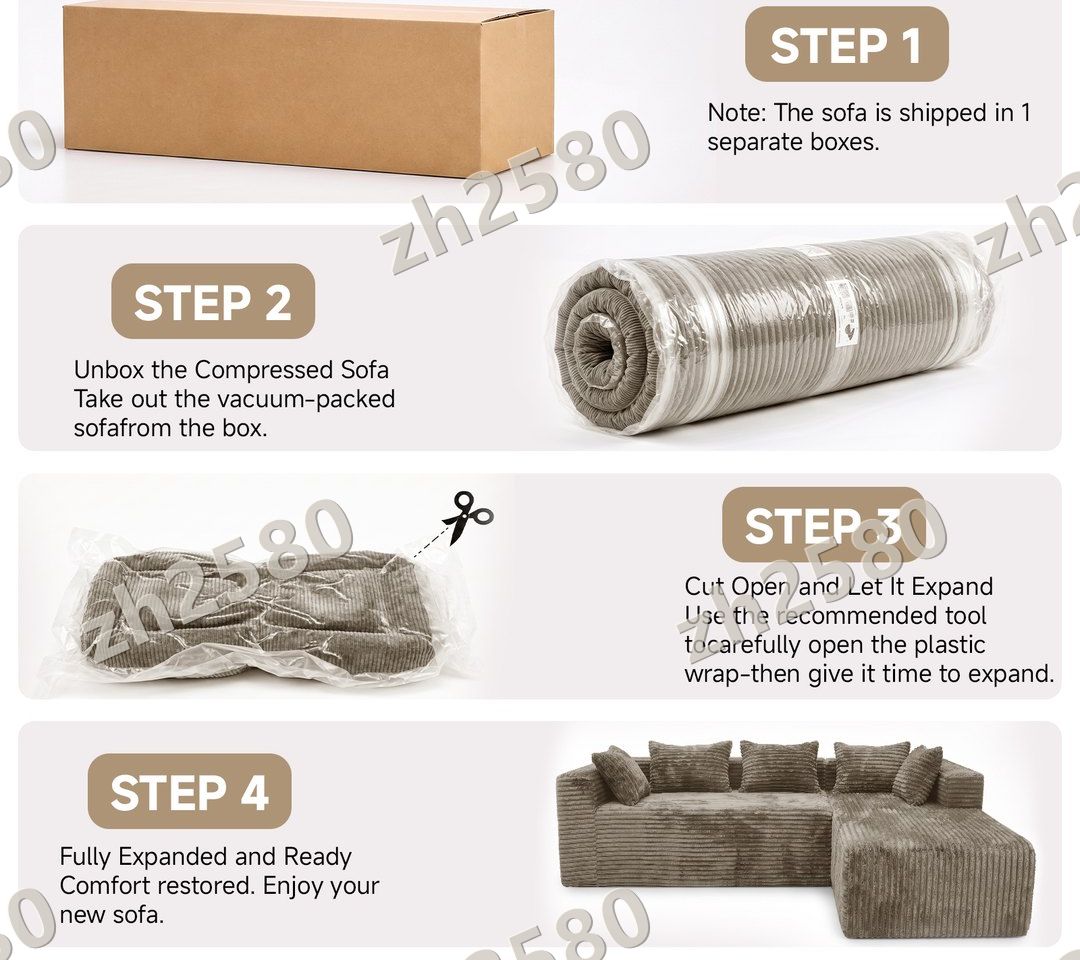 STEP 1
Note: The sofa is shipped in 1
separate boxes.
zh2580
STEP 2
Unbox the Compressed Sofa
Take out the vacuum-packed
sofafrom the box.
STEP 3
Cut Open and Let It Expand
Use the recommended tool
tocarefully open the plastic
wrap-then give it time to expand.
zh2580
zh2580
STEP 4
Fully Expanded and Ready
Comfort restored. Enjoy your
new sofa.
zh2580